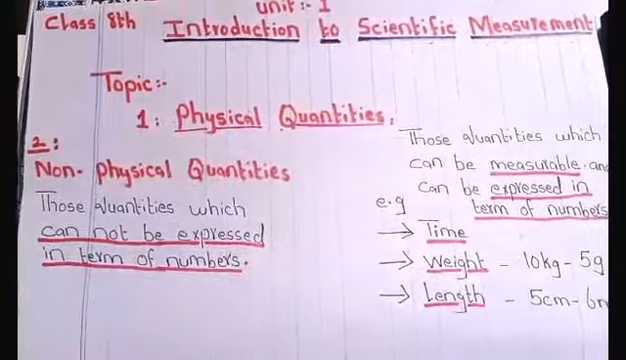 Unit :- 1
Class 8th
Introduction to Scientific Measurement
Topic:-
1: Physical Quantities:
Those Quantities which
can be measurable. and
can be expressed in
term of numbers
e.g
→ Time
→ Weight - 10kg - 5g
→ Length - 5cm -
2:
Non-physical Quantities
Those Quantities which
can not be expressed
in term of numbers.